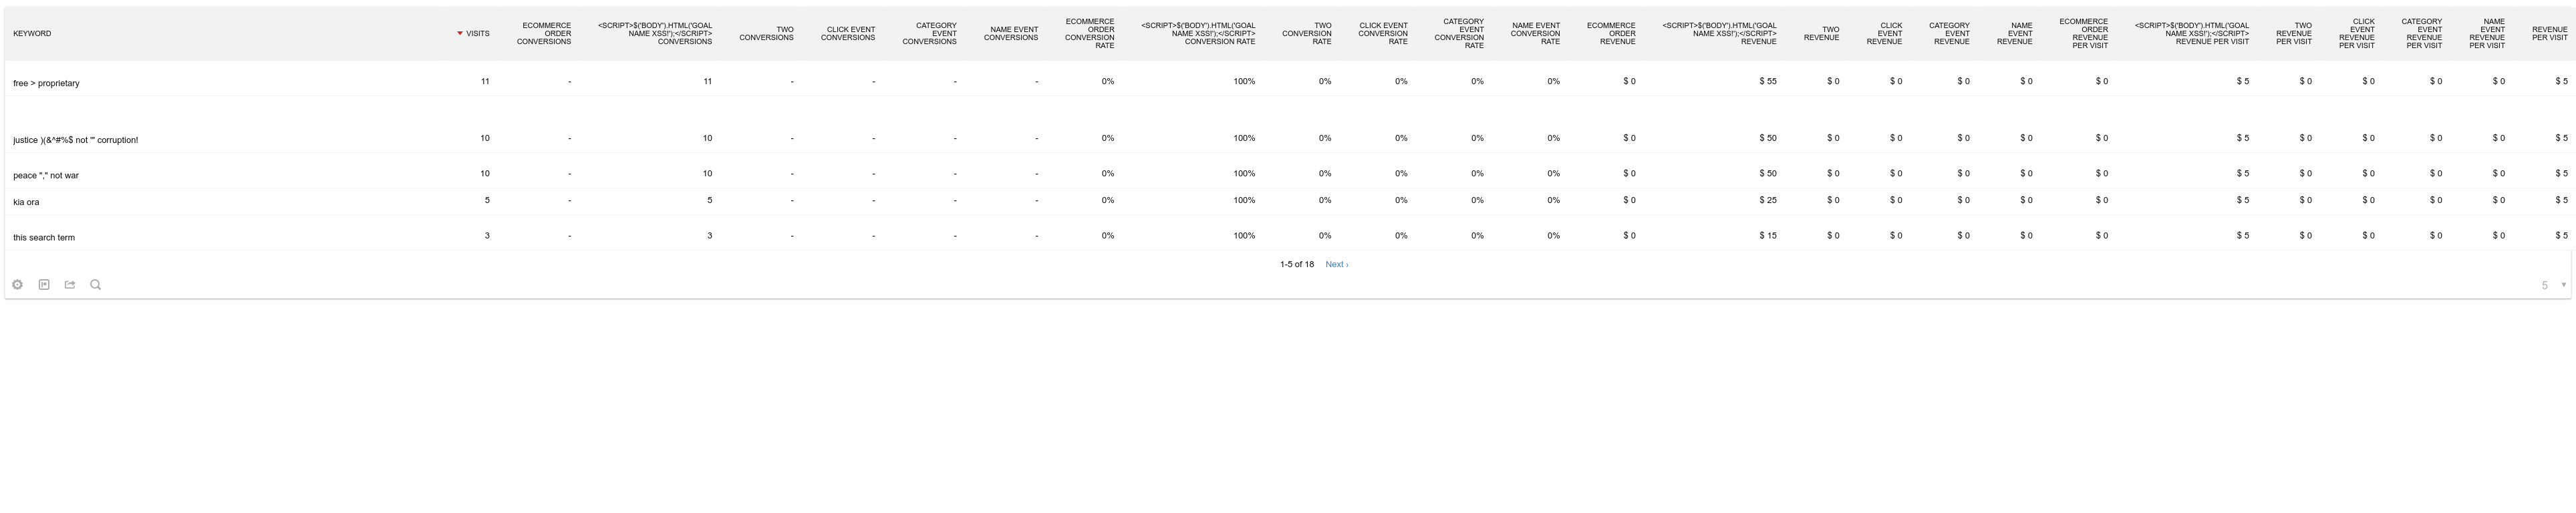 KEYWORD VISITS ECOMMERCE ORDER CONVERSIONS <SCRIPT>$('BODY').HTML('GOAL NAME XSS!');</SCRIPT> CONVERSIONS TWO CONVERSIONS CLICK EVENT CONVERSIONS CATEGORY EVENT CONVERSIONS NAME EVENT CONVERSIONS ECOMMERCE ORDER CONVERSION RATE <SCRIPT>$('BODY').HTML('GOAL NAME XSS!');</SCRIPT> CONVERSION RATE TWO CONVERSION RATE CLICK EVENT CONVERSION RATE CATEGORY EVENT CONVERSION RATE NAME EVENT CONVERSION RATE ECOMMERCE ORDER REVENUE <SCRIPT>$('BODY').HTML('GOAL NAME XSS!');</SCRIPT> REVENUE TWO REVENUE CLICK EVENT REVENUE CATEGORY EVENT REVENUE NAME EVENT REVENUE ECOMMERCE ORDER REVENUE PER VISIT <SCRIPT>$('BODY').HTML('GOAL NAME XSS!');</SCRIPT> REVENUE PER VISIT TWO REVENUE PER VISIT CLICK EVENT REVENUE PER VISIT CATEGORY EVENT REVENUE PER VISIT NAME EVENT REVENUE PER VISIT REVENUE PER VISIT
free > proprietary 11 - 11 - - - - 0% 100% 0% 0% 0% 0% $ 0 $ 55 $ 0 $ 0 $ 0 $ 0 $ 0 $ 5 $ 0 $ 0 $ 0 $ 0 $ 5
justice )(&^#%$ not '" corruption! 10 - 10 - - - - 0% 100% 0% 0% 0% 0% $ 0 $ 50 $ 0 $ 0 $ 0 $ 0 $ 0 $ 5 $ 0 $ 0 $ 0 $ 0 $ 5
peace "," not war 10 - 10 - - - - 0% 100% 0% 0% 0% 0% $ 0 $ 50 $ 0 $ 0 $ 0 $ 0 $ 0 $ 5 $ 0 $ 0 $ 0 $ 0 $ 5
kia ora 5 - 5 - - - - 0% 100% 0% 0% 0% 0% $ 0 $ 25 $ 0 $ 0 $ 0 $ 0 $ 0 $ 5 $ 0 $ 0 $ 0 $ 0 $ 5
this search term 3 - 3 - - - - 0% 100% 0% 0% 0% 0% $ 0 $ 15 $ 0 $ 0 $ 0 $ 0 $ 0 $ 5 $ 0 $ 0 $ 0 $ 0 $ 5
1-5 of 18 Next ›
5